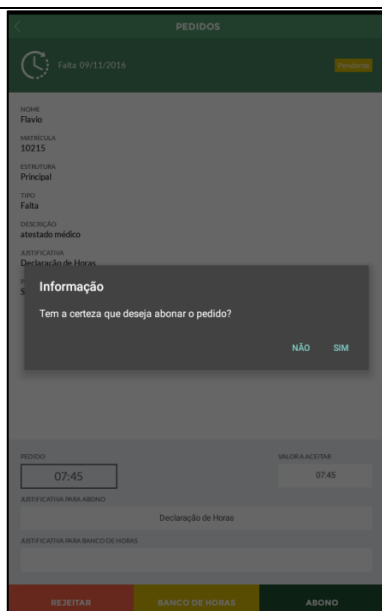 PEDIDOS
Falta 09/11/2016
Pendente
NOME
Flavio
MATRÍCULA
10215
ESTRUTURA
Principal
TIPO
Falta
DESCRIÇÃO
atestado médico
JUSTIFICATIVA
Declaração de Horas
Informação
Tem a certeza que deseja abonar o pedido?
NÃO SIM
PEDIDO VALOR A ACEITAR
07:45 07:45
JUSTIFICATIVA PARA ABONO
Declaração de Horas
JUSTIFICATIVA PARA BANCO DE HORAS
REJEITAR BANCO DE HORAS ABONO